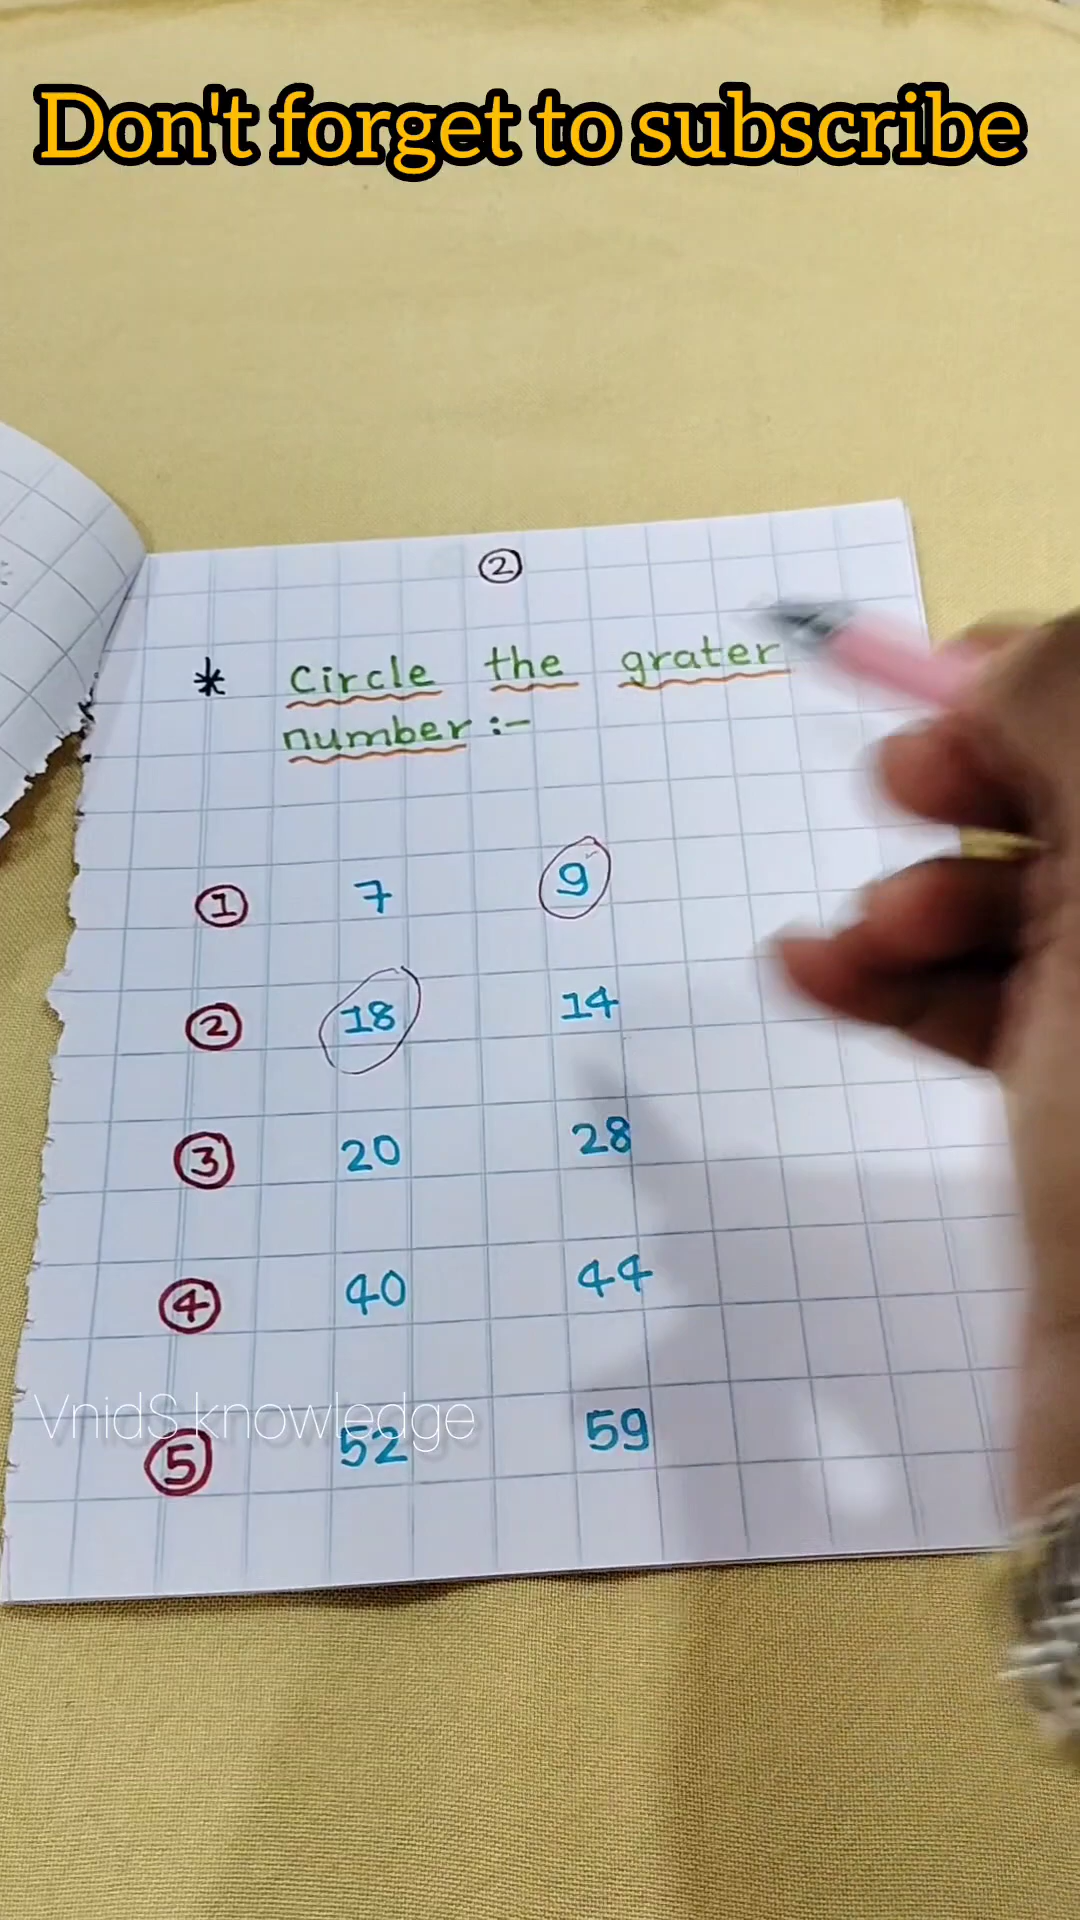 Don't forget to subscribe
2
* Circle the grater
number :-
1 7 9
2 18 14
3 20 28
4 40 44
VnidS knowledge
5 52 59